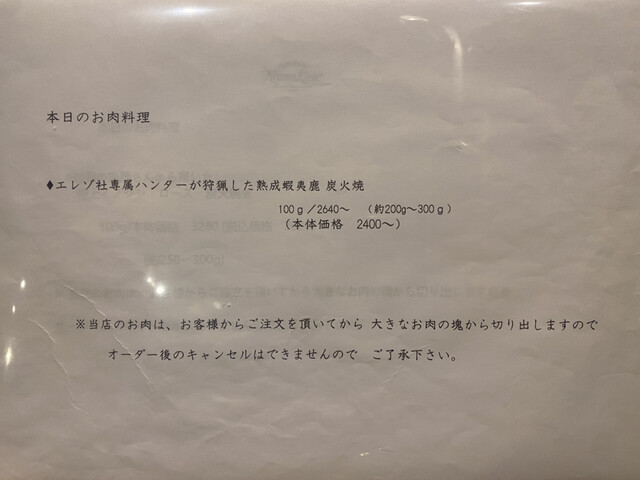 本日のお肉料理
♦エレゾ社専属ハンターが狩猟した熟成蝦夷鹿 炭火焼
100g/2640~ (約200g~300g)
(本体価格 2400~)
※当店のお肉は、お客様からご注文を頂いてから 大きなお肉の塊から切り出しますので
オーダー後のキャンセルはできませんので ご了承下さい。